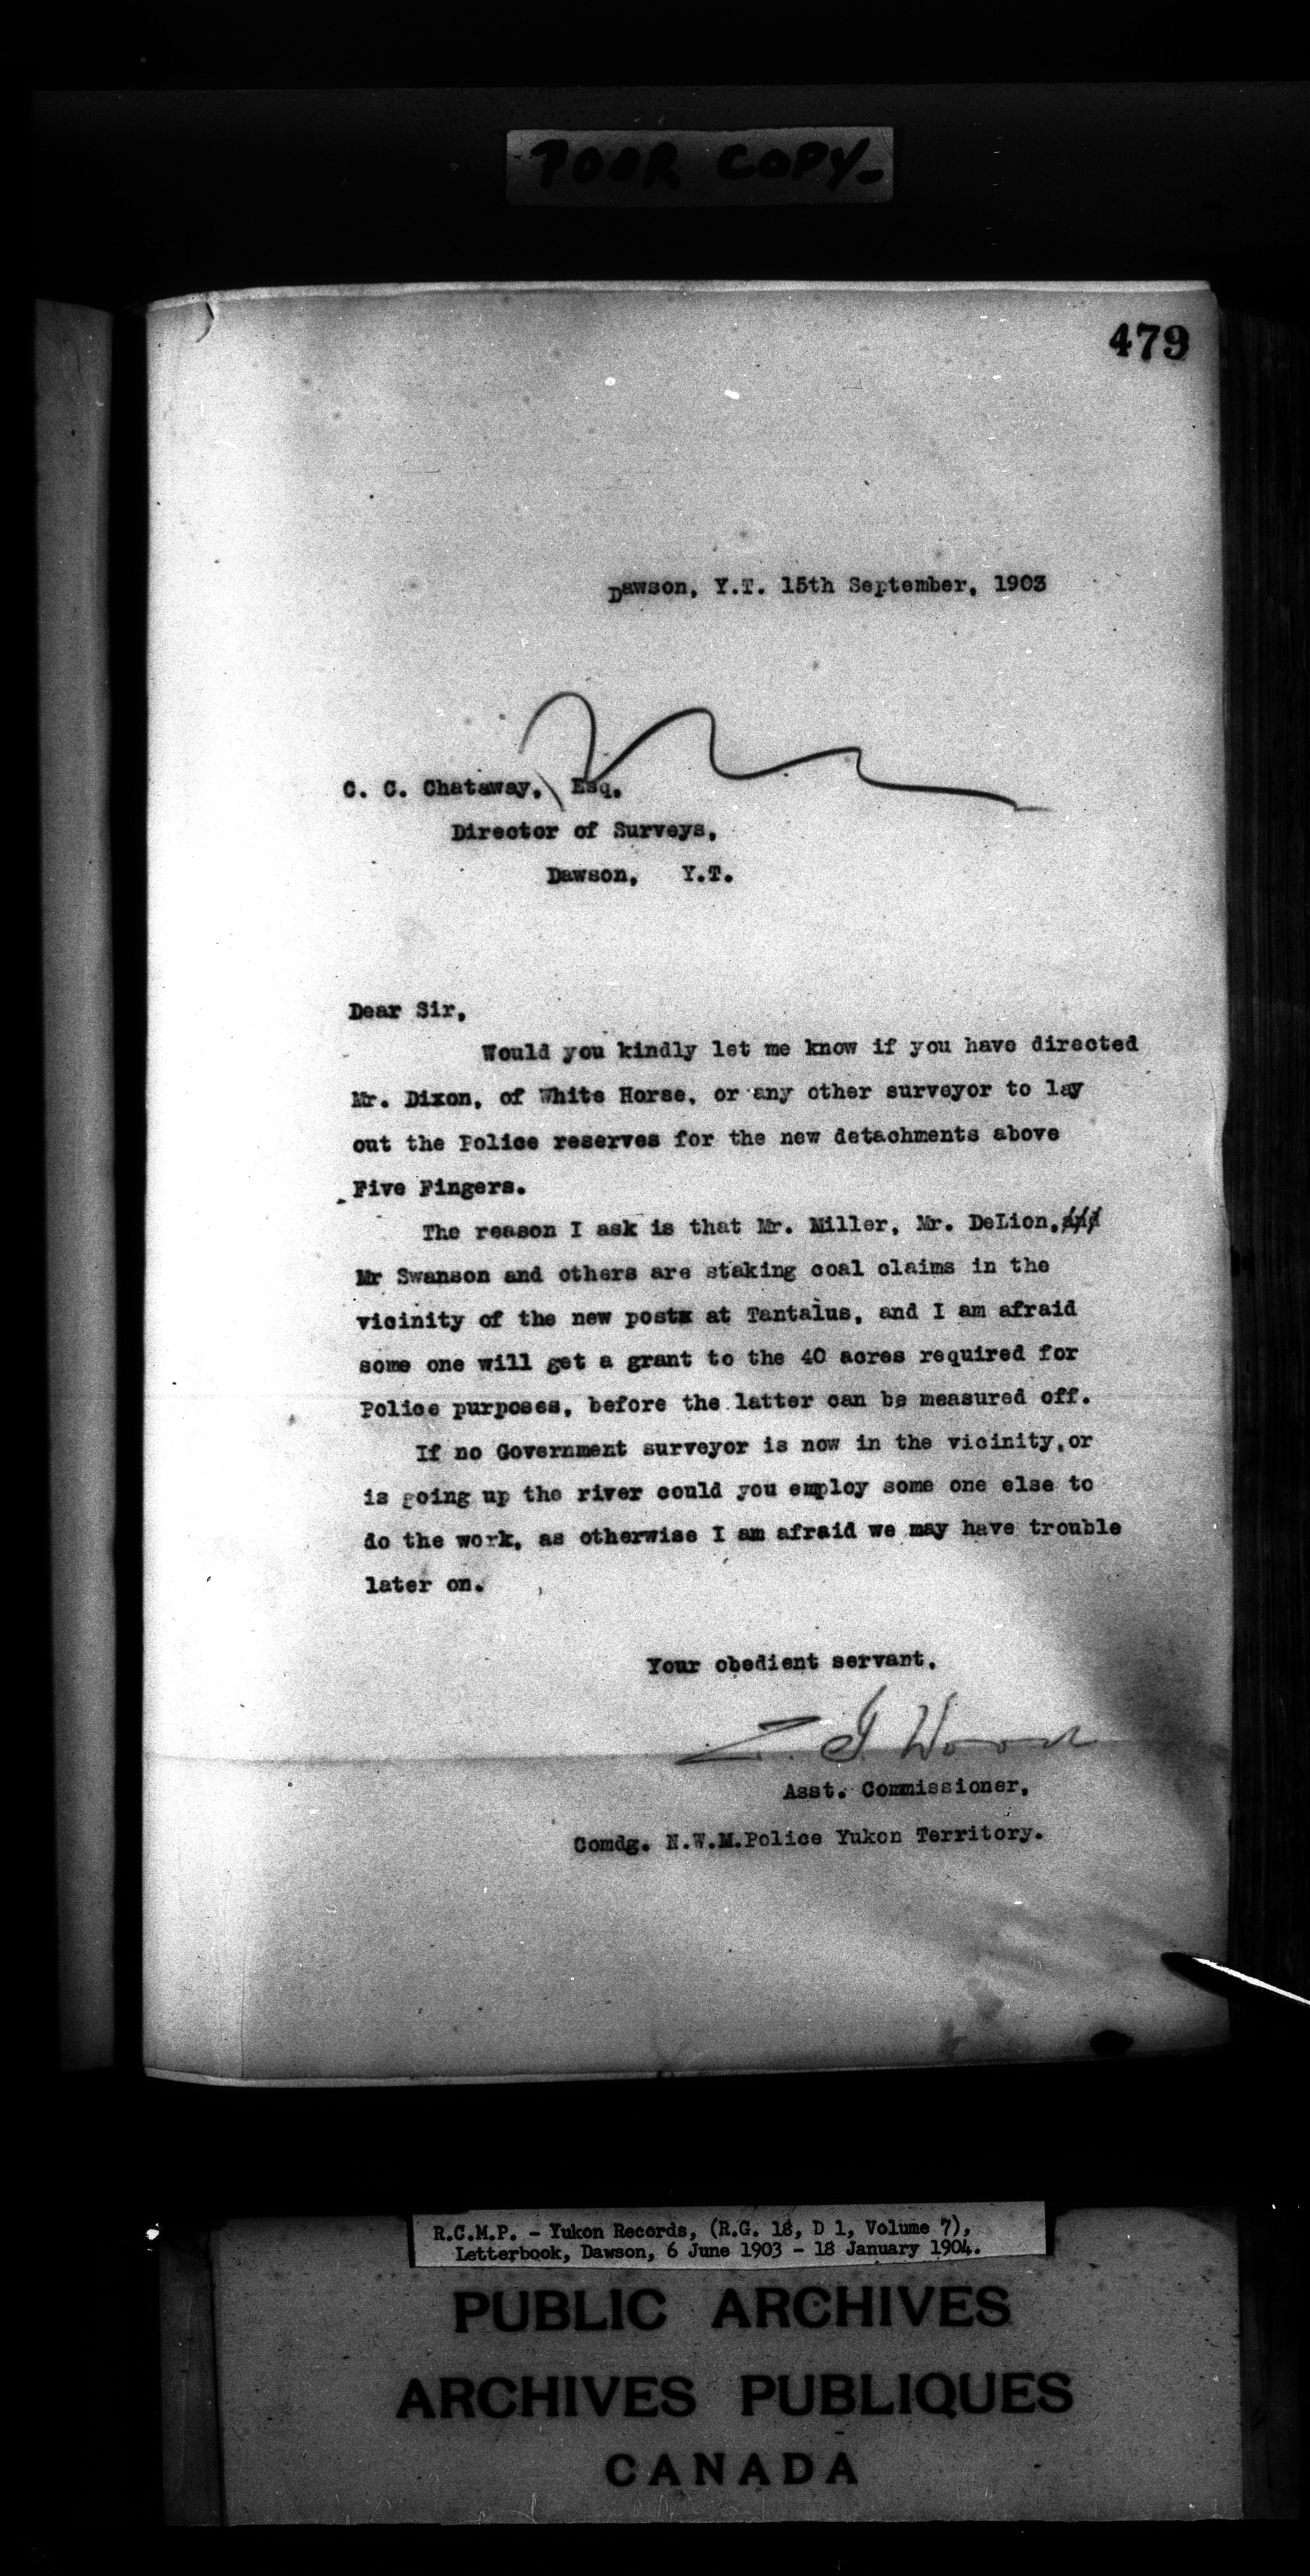 POOR COPY-
479
Dawson, Y.T. 15th September, 1903
C. C. Chataway, Esq.
Director of Surveys,
Dawson, Y.T.
Dear Sir,
Would you kindly let me know if you have directed
Mr. Dixon, of White Horse, or any other surveyor to lay
out the Police reserves for the new detachments above
Five Fingers.
The reason I ask is that Mr. Miller, Mr. DeLion,
Mr Swanson and others are staking coal claims in the
vicinity of the new post at Tantalus, and I am afraid
some one will get a grant to the 40 acres required for
Police purposes, before the latter can be measured off.
If no Government surveyor is now in the vicinity,or
is going up the river could you employ some one else to
do the work, as otherwise I am afraid we may have trouble
later on.
Your obedient servant,
Z. T. Wood
Asst. Commissioner,
Comdg. N.W.M.Police Yukon Territory.
R.C.M.P. - Yukon Records, (R.G. 18, D 1, Volume 7),
Letterbook, Dawson, 6 June 1903 - 18 January 1904.
PUBLIC ARCHIVES
ARCHIVES PUBLIQUES
CANADA